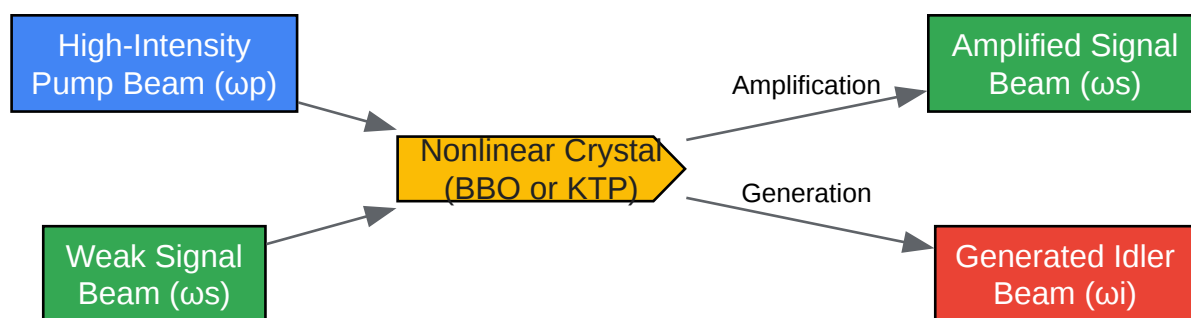 High-Intensity
Pump Beam (ωp)
Weak Signal
Beam (ωs)
Nonlinear Crystal
(BBO or KTP)
Amplification
Generation
Amplified Signal
Beam (ωs)
Generated Idler
Beam (ωi)